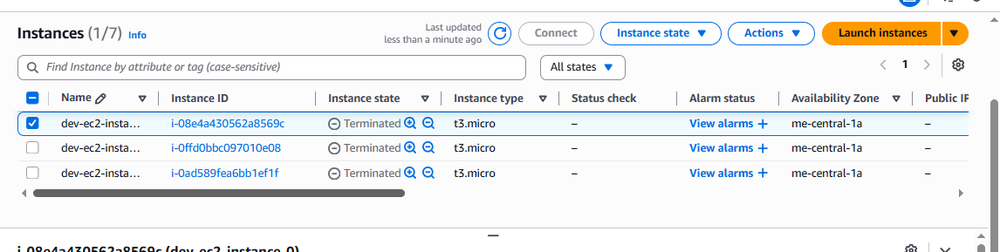 Instances (1/7) Info
Last updated
less than a minute ago
Connect
Instance state
Actions
Launch instances
Find Instance by attribute or tag (case-sensitive)
All states
1
Name Instance ID Instance state Instance type Status check Alarm status Availability Zone Public IP
dev-ec2-insta... i-08e4a430562a8569c Terminated t3.micro – View alarms + me-central-1a –
dev-ec2-insta... i-0ffd0bbc097010e08 Terminated t3.micro – View alarms + me-central-1a –
dev-ec2-insta... i-0ad589fea6bb1ef1f Terminated t3.micro – View alarms + me-central-1a –
i-08e4a430562a8569c (dev-ec2-instance-0)